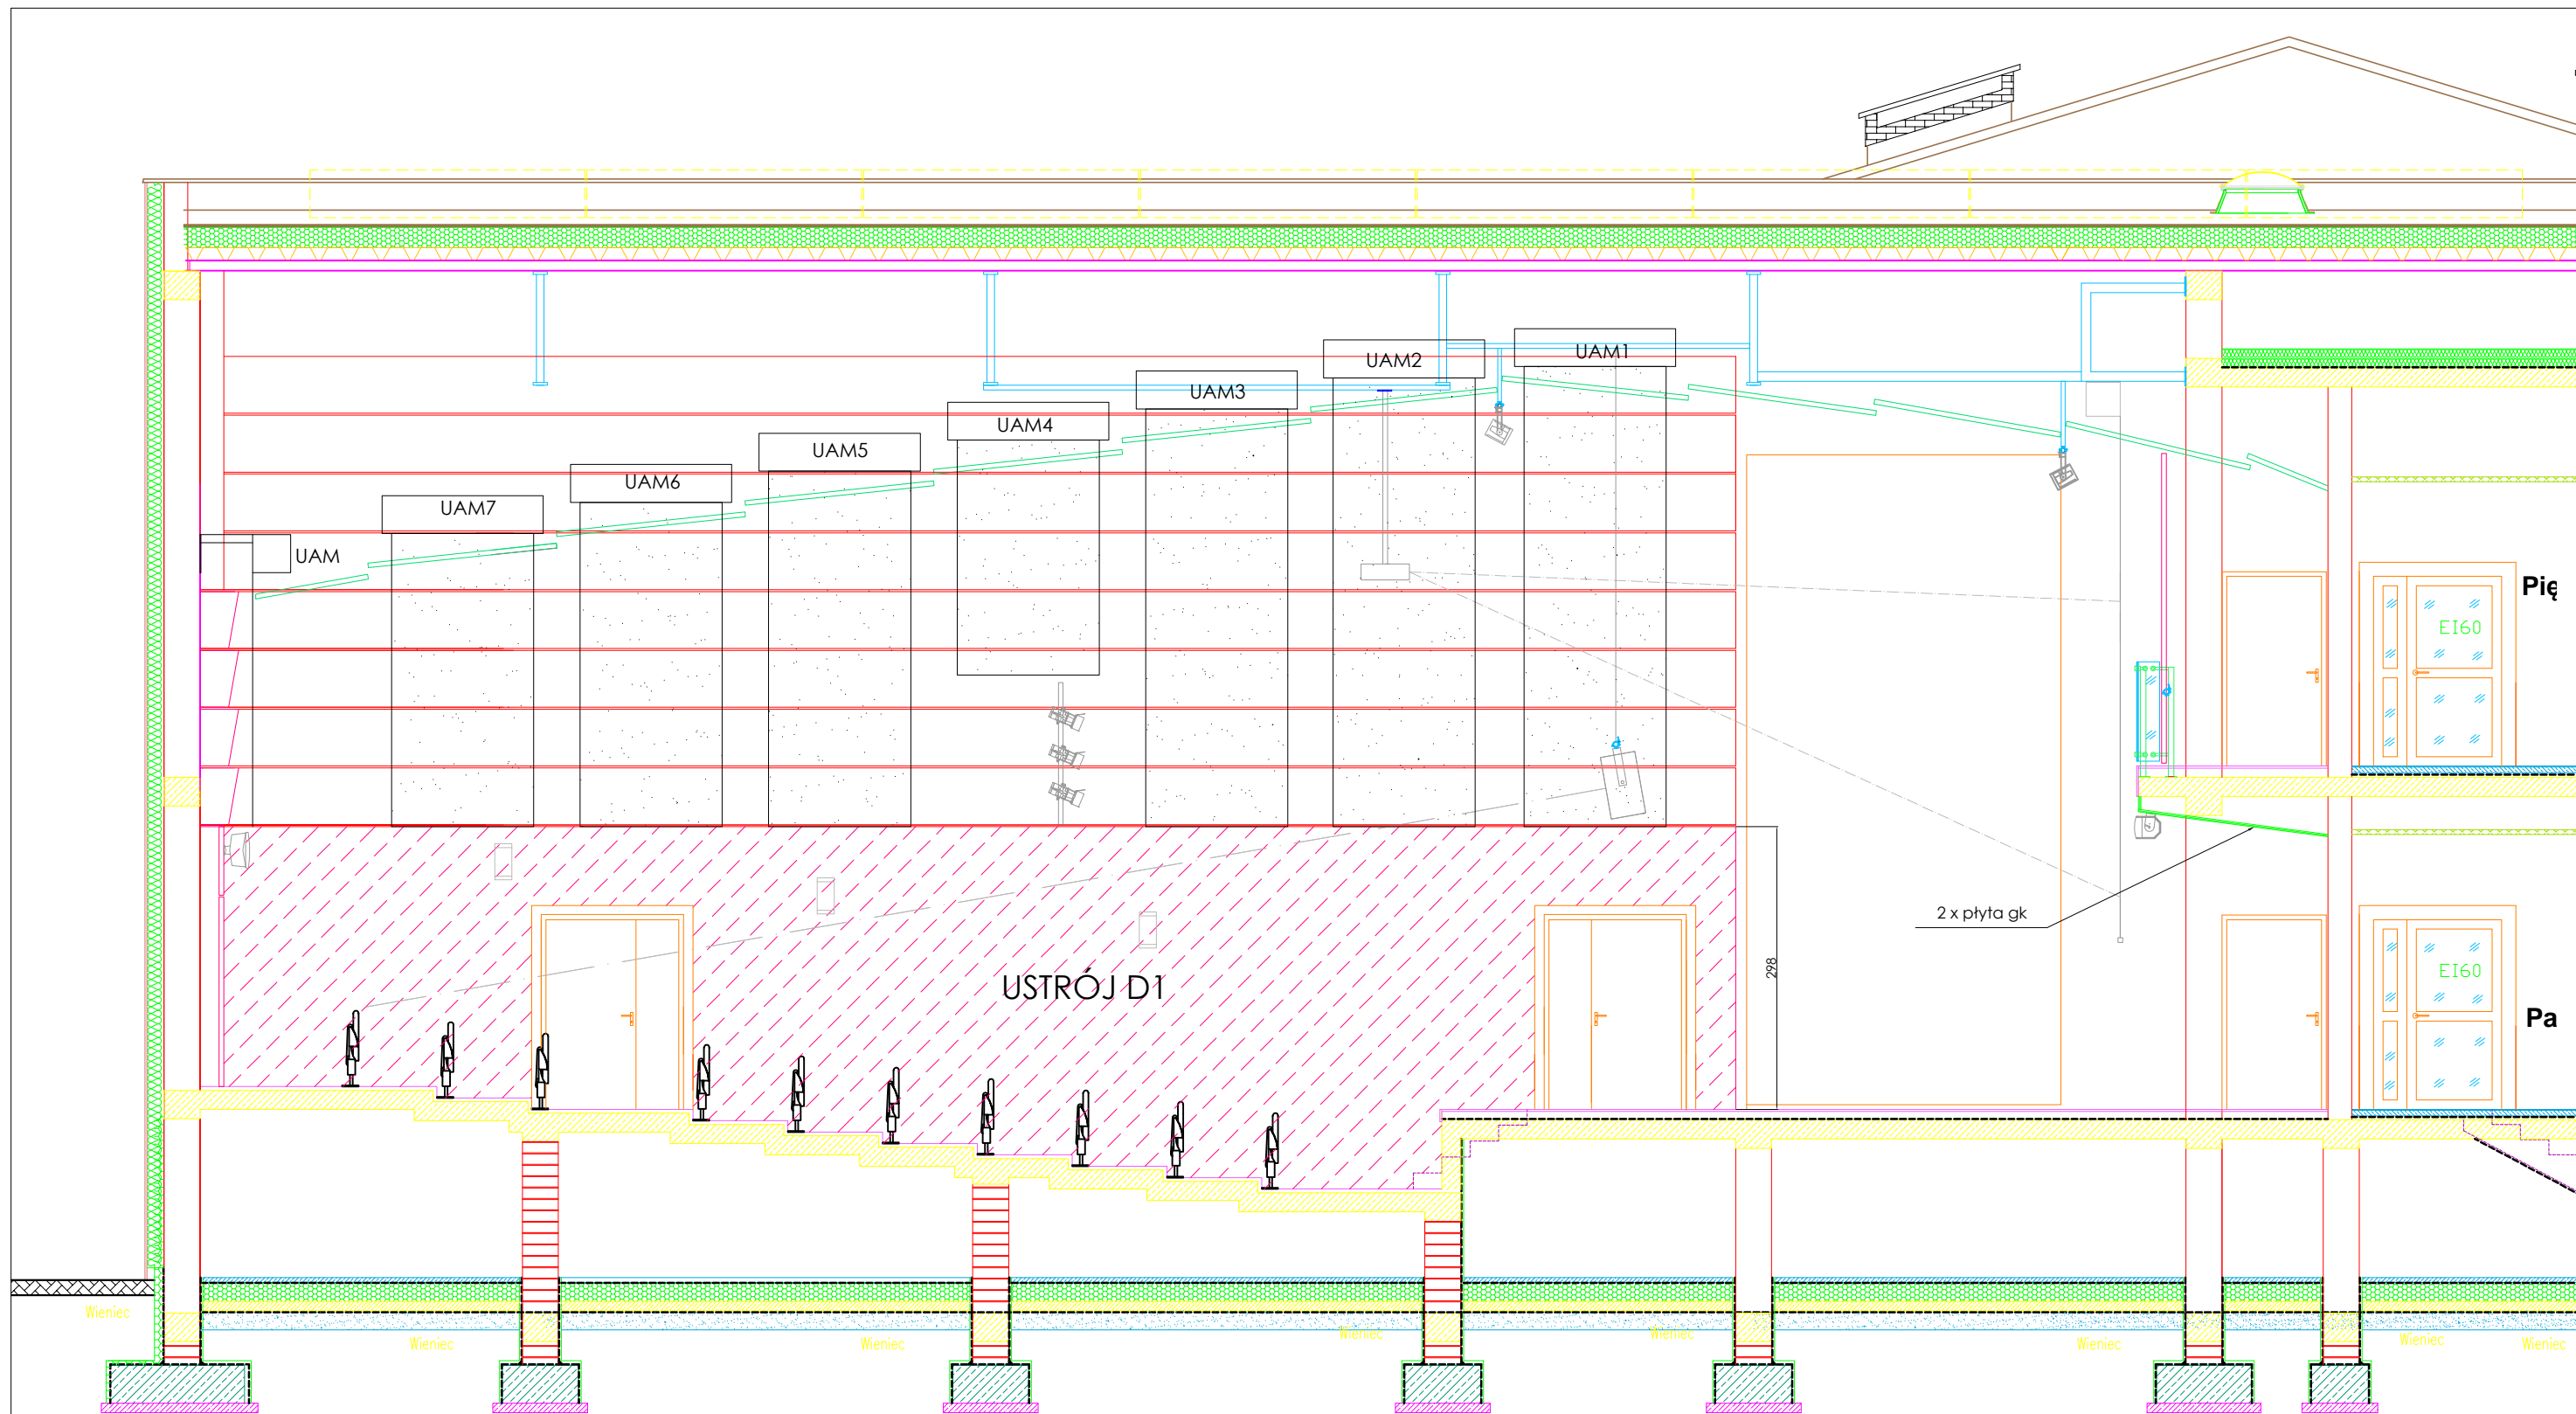 UAM1
UAM2
UAM3
UAM4
UAM5
UAM6
UAM7
UAM
Pię
EI60
2 x płyta gk
298
USTRÓJ D1
EI60
Pa
Wieniec
Wieniec
Wieniec
Wieniec
Wieniec
Wieniec
Wieniec
Wieniec